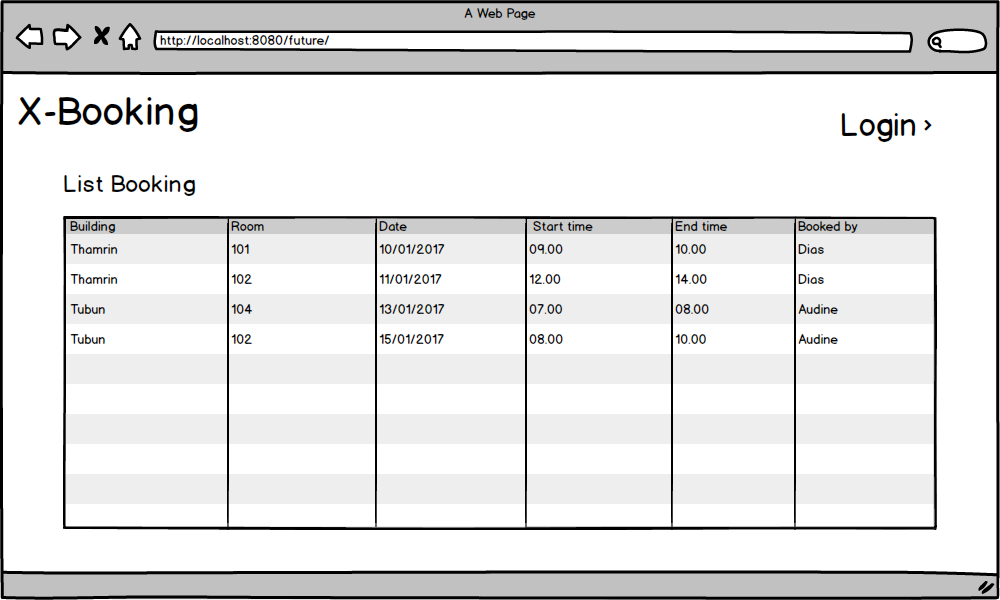 A Web Page
http://localhost:8080/future/
X-Booking
Login >
List Booking
Building Room Date Start time End time Booked by
Thamrin 101 10/01/2017 09.00 10.00 Dias
Thamrin 102 11/01/2017 12.00 14.00 Dias
Tubun 104 13/01/2017 07.00 08.00 Audine
Tubun 102 15/01/2017 08.00 10.00 Audine